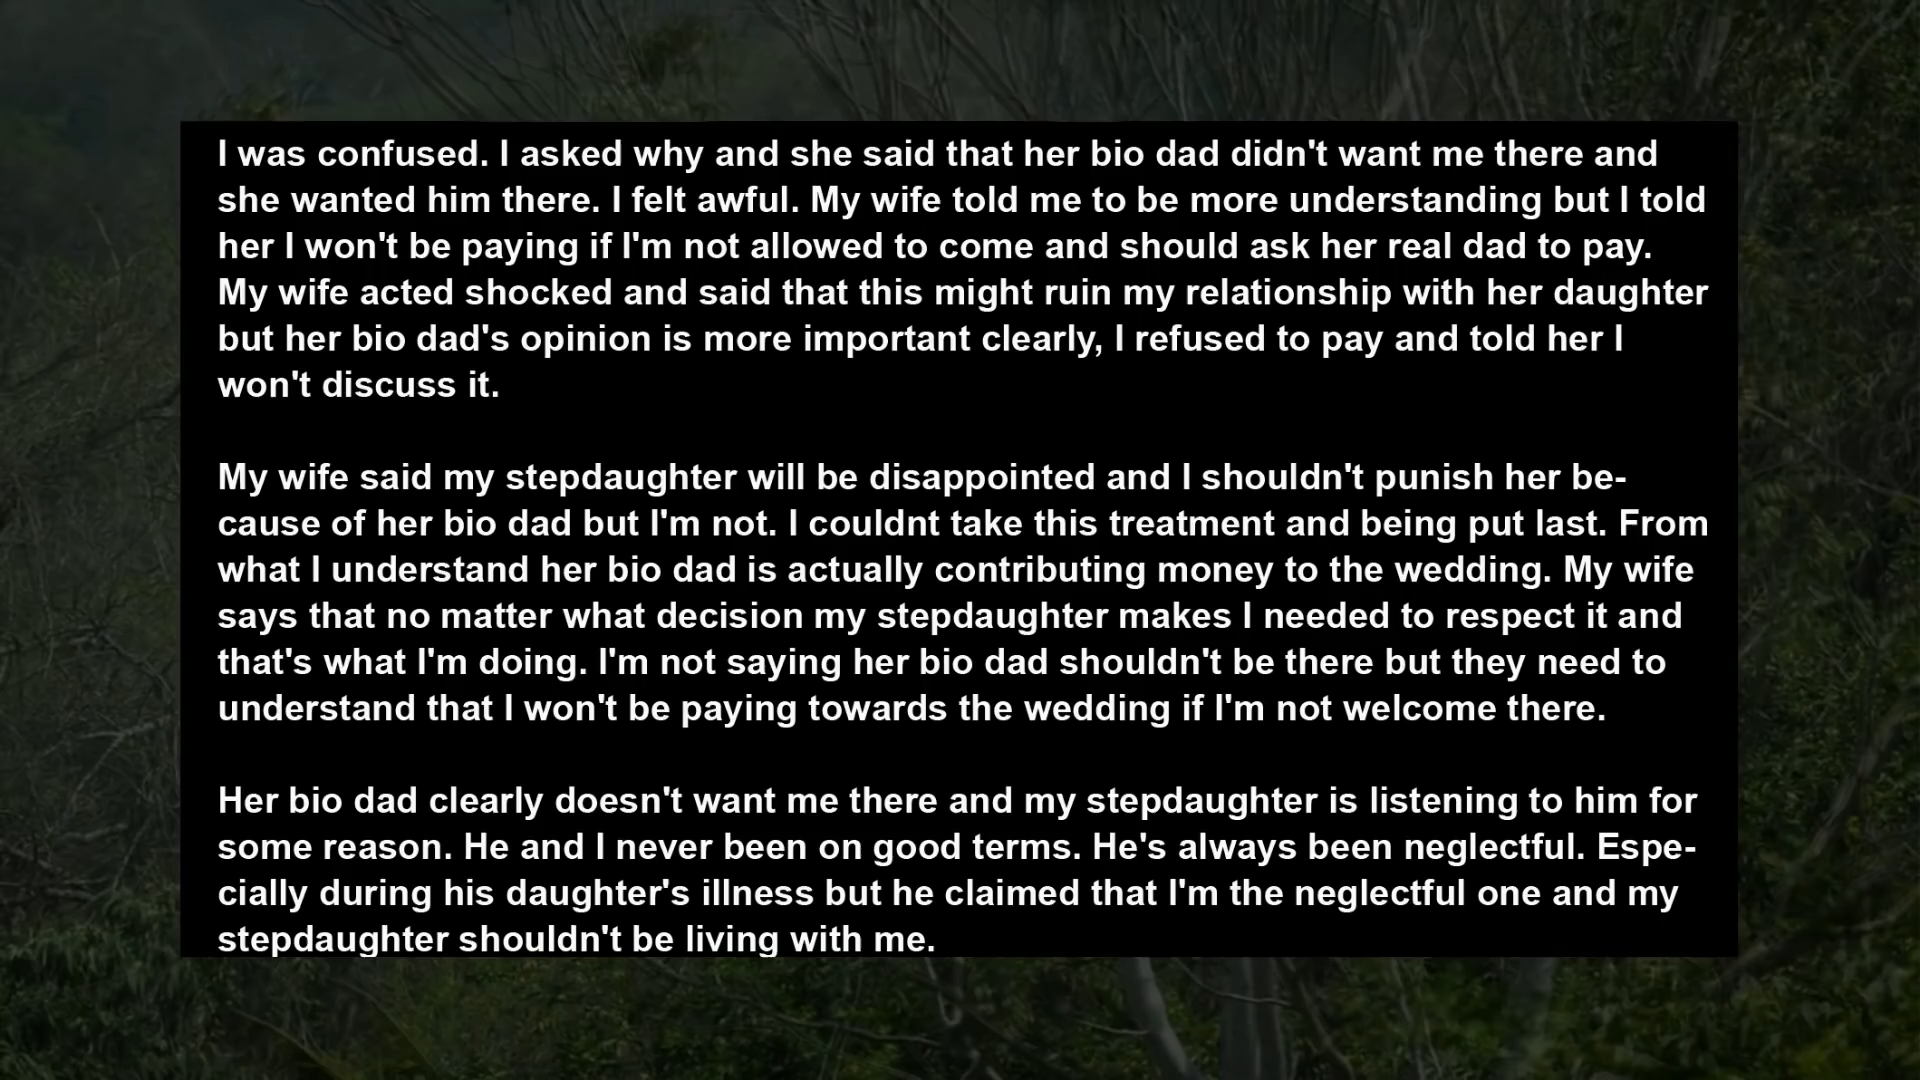 I was confused. I asked why and she said that her bio dad didn't want me there and
she wanted him there. I felt awful. My wife told me to be more understanding but I told
her I won't be paying if I'm not allowed to come and should ask her real dad to pay.
My wife acted shocked and said that this might ruin my relationship with her daughter
but her bio dad's opinion is more important clearly, I refused to pay and told her I
won't discuss it.
My wife said my stepdaughter will be disappointed and I shouldn't punish her be-
cause of her bio dad but I'm not. I couldnt take this treatment and being put last. From
what I understand her bio dad is actually contributing money to the wedding. My wife
says that no matter what decision my stepdaughter makes I needed to respect it and
that's what I'm doing. I'm not saying her bio dad shouldn't be there but they need to
understand that I won't be paying towards the wedding if I'm not welcome there.
Her bio dad clearly doesn't want me there and my stepdaughter is listening to him for
some reason. He and I never been on good terms. He's always been neglectful. Espe-
cially during his daughter's illness but he claimed that I'm the neglectful one and my
stepdaughter shouldn't be living with me.